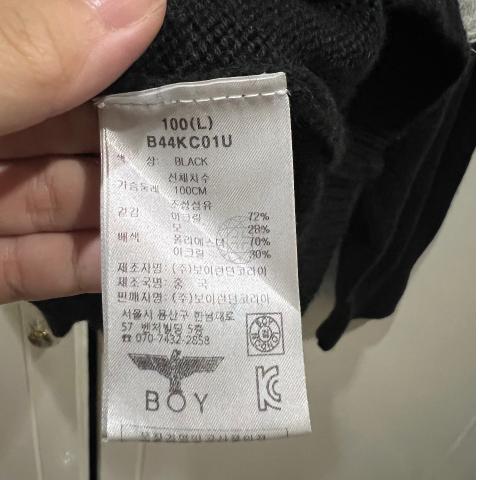 100(L)
B44KC01U
색 상: BLACK
신체치수
가슴둘레 100CM
조성섬유
겉감 아크릴 72%
모 28%
배색 폴리에스터 70%
아크릴 30%
제조자명: (주)보이런던코리아
제조국명: 중 국
판매자명: (주)보이런던코리아
서울시 용산구 한남대로
57 벤처빌딩 5층
☎ 070-7432-2858
BOY